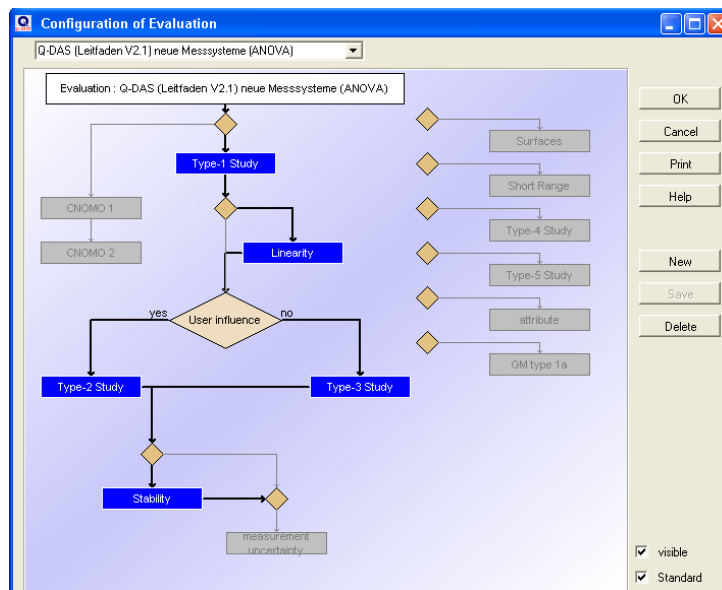 Configuration of Evaluation
Q-DAS (Leitfaden V2.1) neue Messsysteme (ANOVA)
Evaluation : Q-DAS (Leitfaden V2.1) neue Messsysteme (ANOVA)
Type-1 Study
CNOMO 1
CNOMO 2
Linearity
yes
User influence
no
Type-2 Study
Type-3 Study
Stability
measurement
uncertainty
Surfaces
Short Range
Type-4 Study
Type-5 Study
attribute
GM type 1a
OK
Cancel
Print
Help
New
Save
Delete
visible
Standard